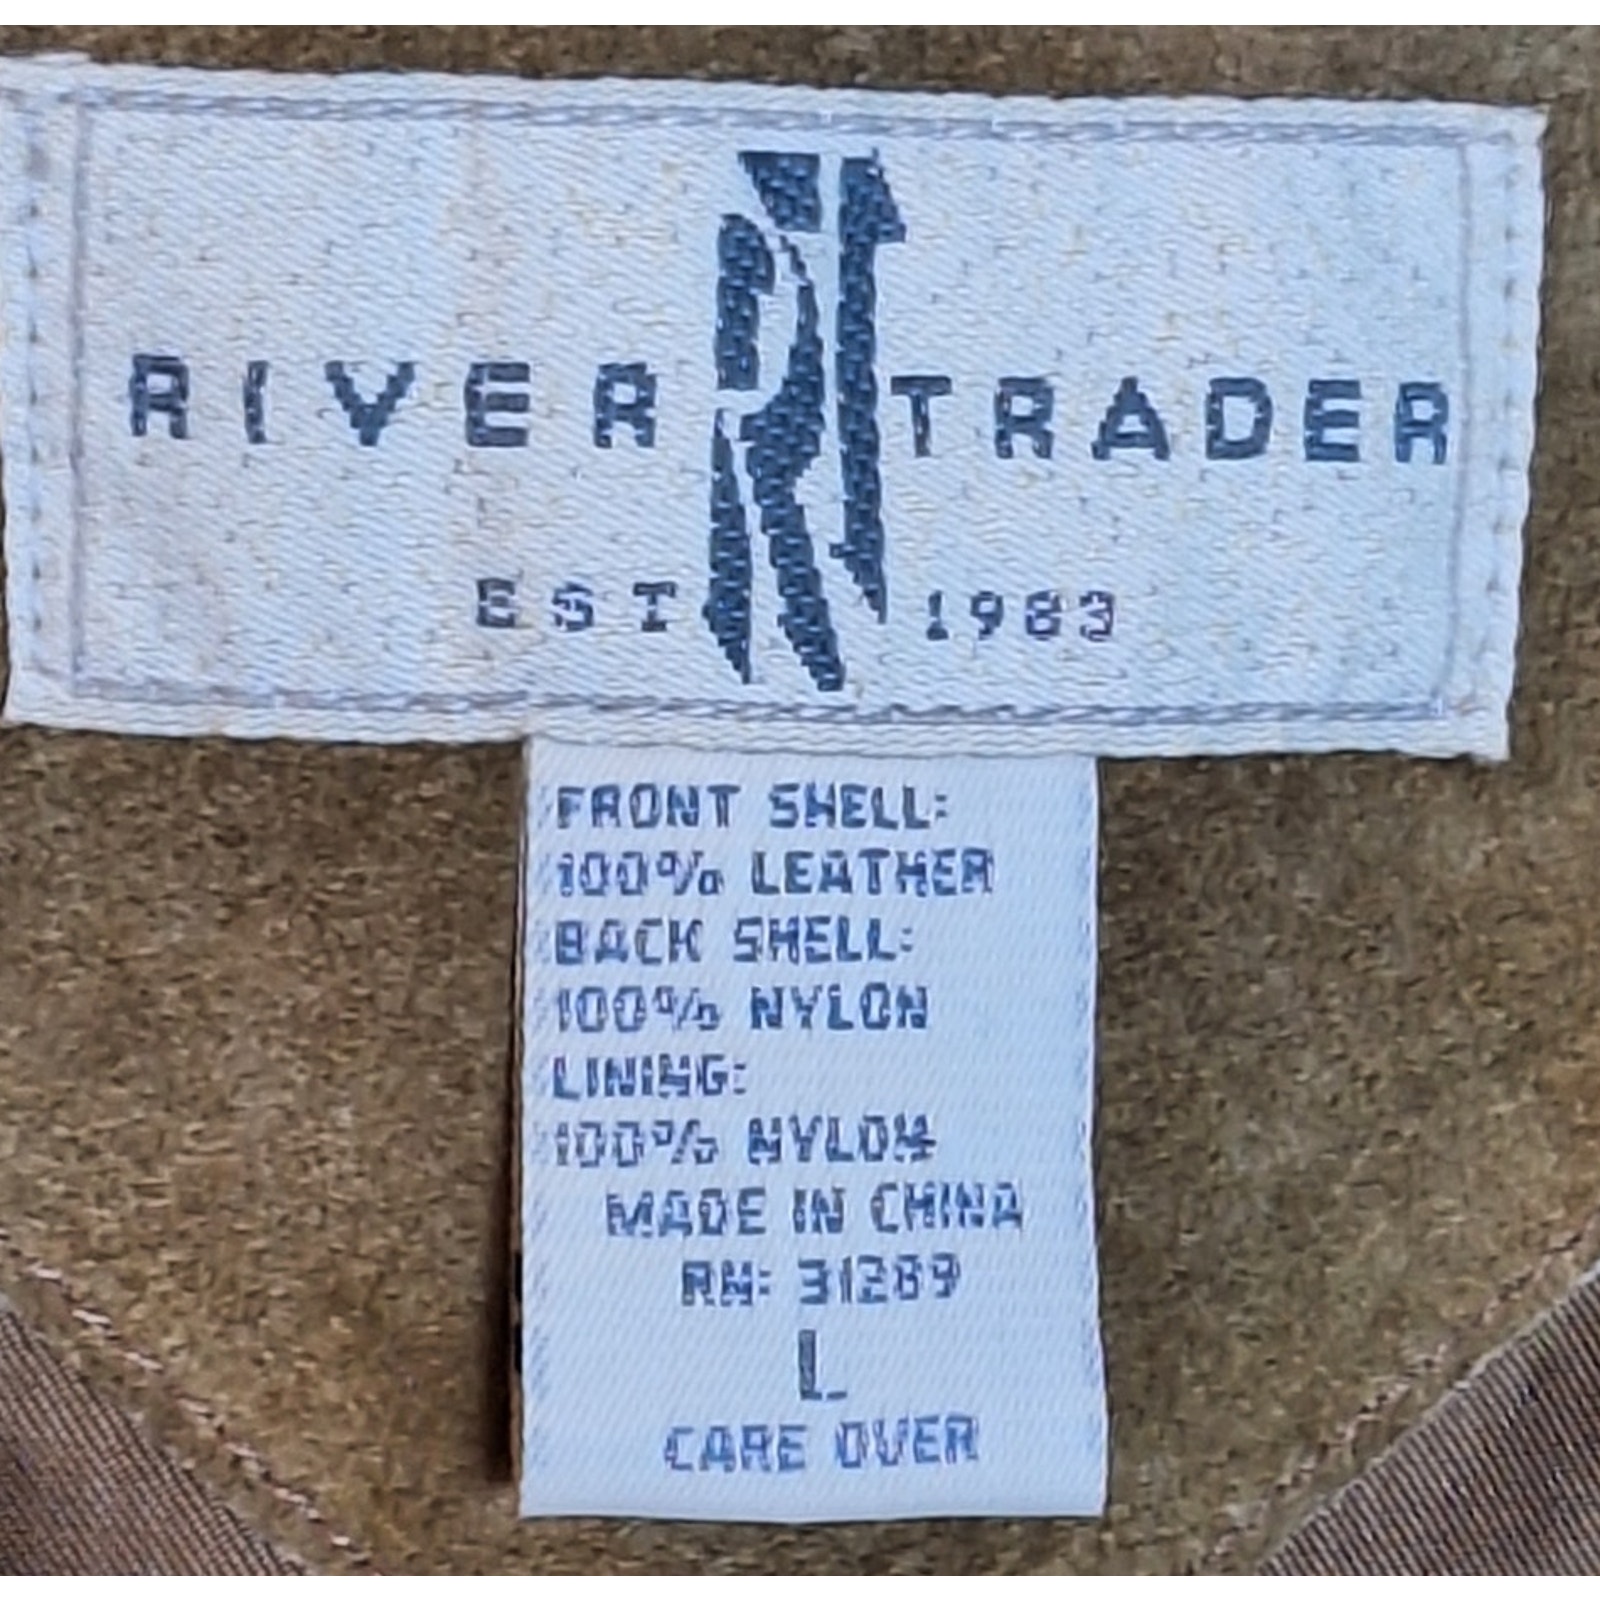 RIVER RT TRADER
EST 1983
FRONT SHELL:
100% LEATHER
BACK SHELL:
100% NYLON
LINING:
100% NYLON
MADE IN CHINA
RN: 31289
L
CARE OVER